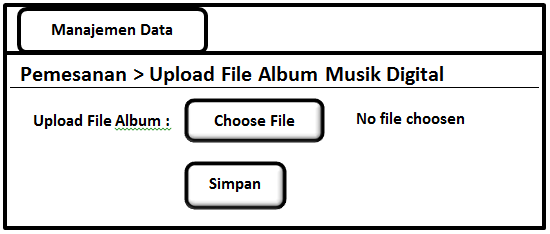 Manajemen Data
Pemesanan > Upload File Album Musik Digital
Upload File Album : Choose File No file choosen
Simpan